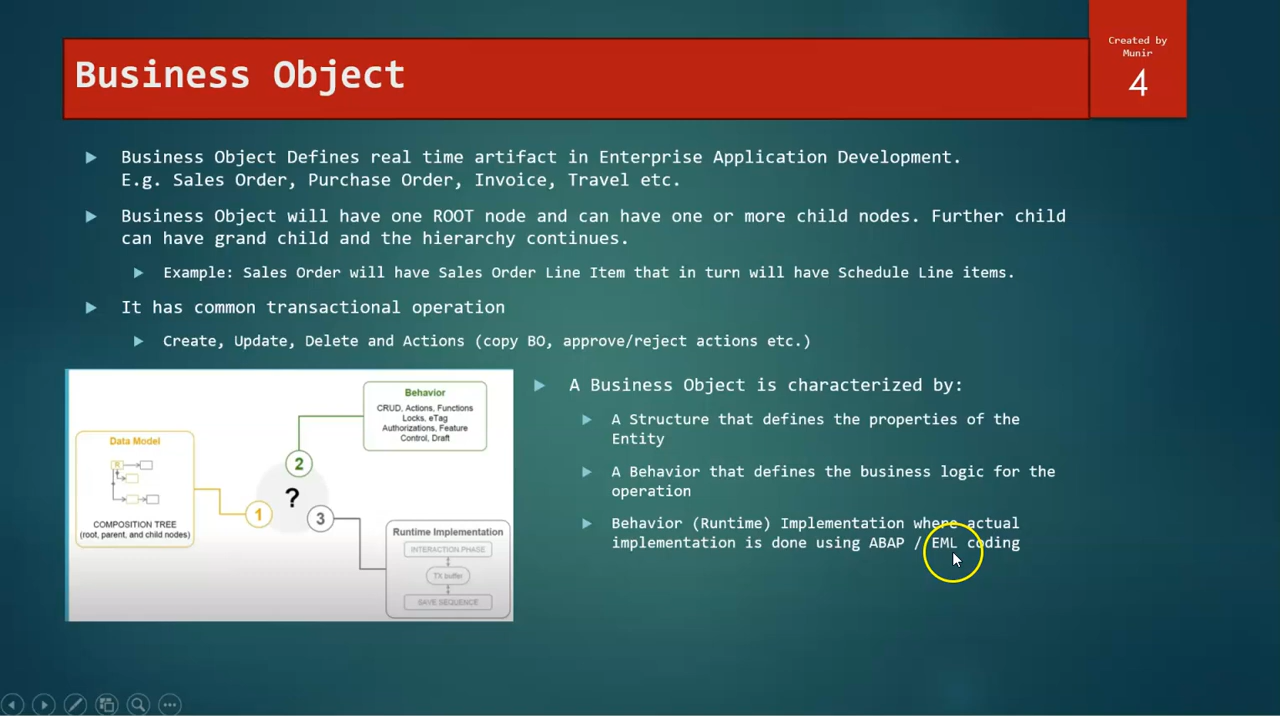 Created by
Munir
4
Business Object
Business Object Defines real time artifact in Enterprise Application Development.
E.g. Sales Order, Purchase Order, Invoice, Travel etc.
Business Object will have one ROOT node and can have one or more child nodes. Further child
can have grand child and the hierarchy continues.
Example: Sales Order will have Sales Order Line Item that in turn will have Schedule Line items.
It has common transactional operation
Create, Update, Delete and Actions (copy BO, approve/reject actions etc.)
Data Model
R
COMPOSITION TREE
(root, parent, and child nodes)
1
2
?
3
Behavior
CRUD, Actions, Functions
Locks, eTag
Authorizations, Feature
Control, Draft
Runtime Implementation
INTERACTION PHASE
TX buffer
SAVE SEQUENCE
A Business Object is characterized by:
A Structure that defines the properties of the
Entity
A Behavior that defines the business logic for the
operation
Behavior (Runtime) Implementation where actual
implementation is done using ABAP / EML coding